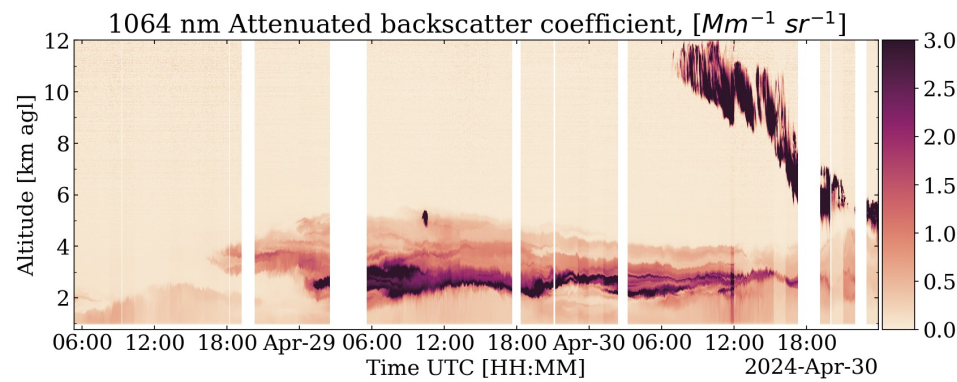 1064 nm Attenuated backscatter coefficient, [Mm⁻¹ sr⁻¹]
12
10
8
6
4
2
Altitude [km agl]
3.0
2.5
2.0
1.5
1.0
0.5
0.0
06:00 12:00 18:00 Apr-29 06:00 12:00 18:00 Apr-30 06:00 12:00 18:00
Time UTC [HH:MM]
2024-Apr-30